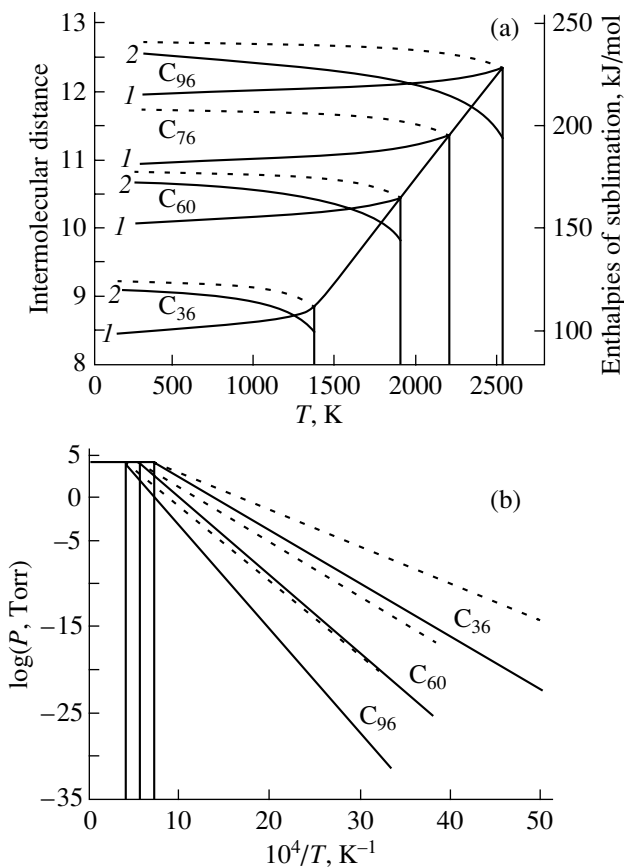 (a)
13
12
11
10
9
8
Intermolecular distance
250
200
150
100
Enthalpies of sublimation, kJ/mol
2
C96
1
C76
1
2
C60
1
2
C36
1
0
500
1000
1500
2000
2500
T, K
(b)
5
0
−5
−15
−25
−35
log(P, Torr)
C36
C60
C96
0
10
20
30
40
50
10⁴/T, K⁻¹